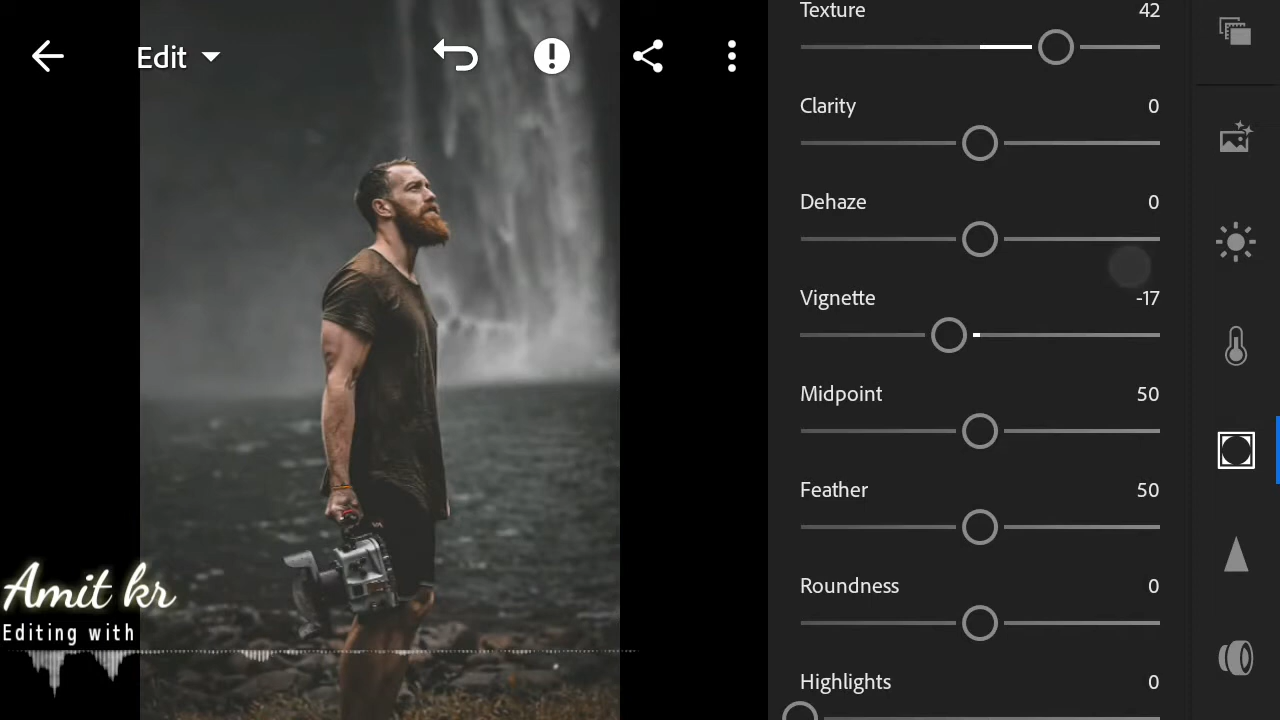 Edit
Texture 42
Clarity 0
Dehaze 0
Vignette -17
Midpoint 50
Feather 50
Roundness 0
Highlights 0
Amit kr
Editing with